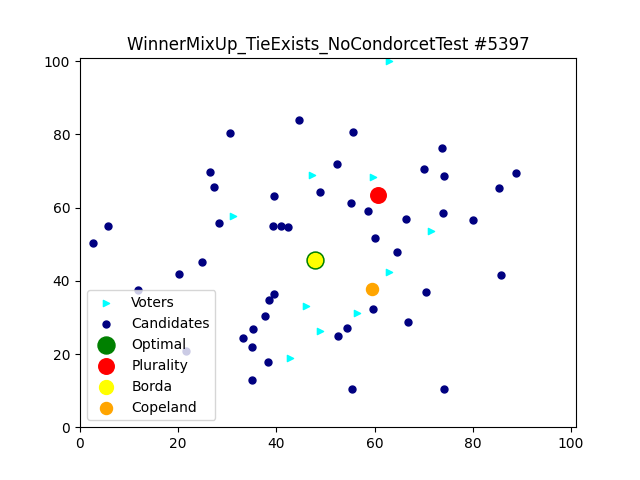 WinnerMixUp_TieExists_NoCondorcetTest #5397
100
80
60
40
20
0
Voters
Candidates
Optimal
Plurality
Borda
Copeland
0 20 40 60 80 100